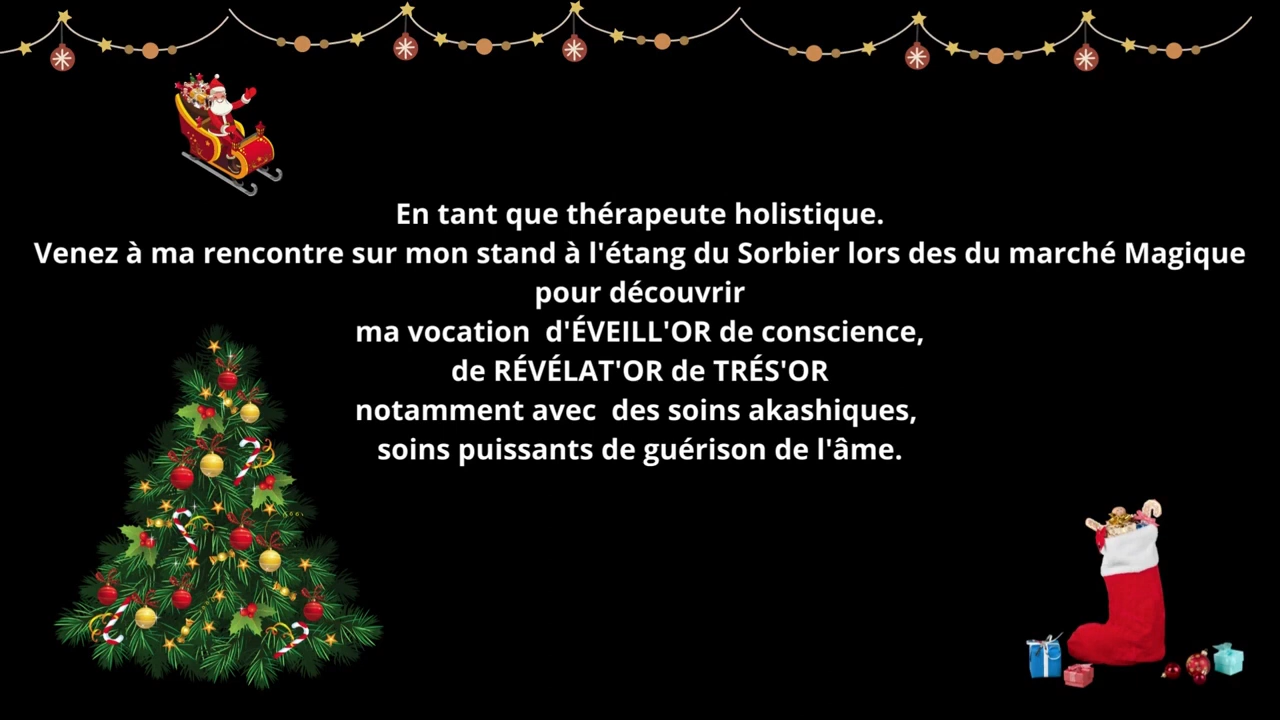 En tant que thérapeute holistique.
Venez à ma rencontre sur mon stand à l'étang du Sorbier lors des du marché Magique
pour découvrir
ma vocation d'ÉVEILL'OR de conscience,
de RÉVÉLAT'OR de TRÉS'OR
notamment avec des soins akashiques,
soins puissants de guérison de l'âme.